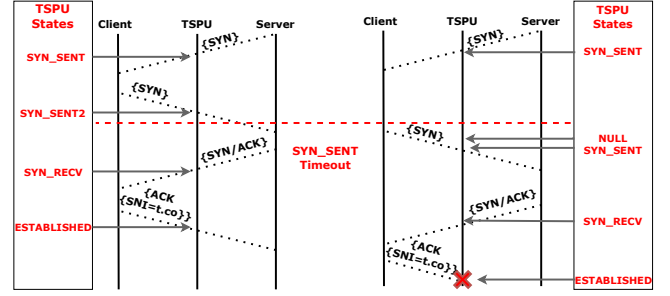 TSPU
States
Client
TSPU
Server
{SYN}
SYN_SENT
{SYN}
SYN_SENT2
{SYN/ACK}
SYN_RECV
{ACK
{SNI=t.co}}
ESTABLISHED
SYN_SENT
Timeout
Client
TSPU
Server
TSPU
States
{SYN}
SYN_SENT
{SYN}
NULL
SYN_SENT
{SYN/ACK}
SYN_RECV
{ACK
{SNI=t.co}}
ESTABLISHED